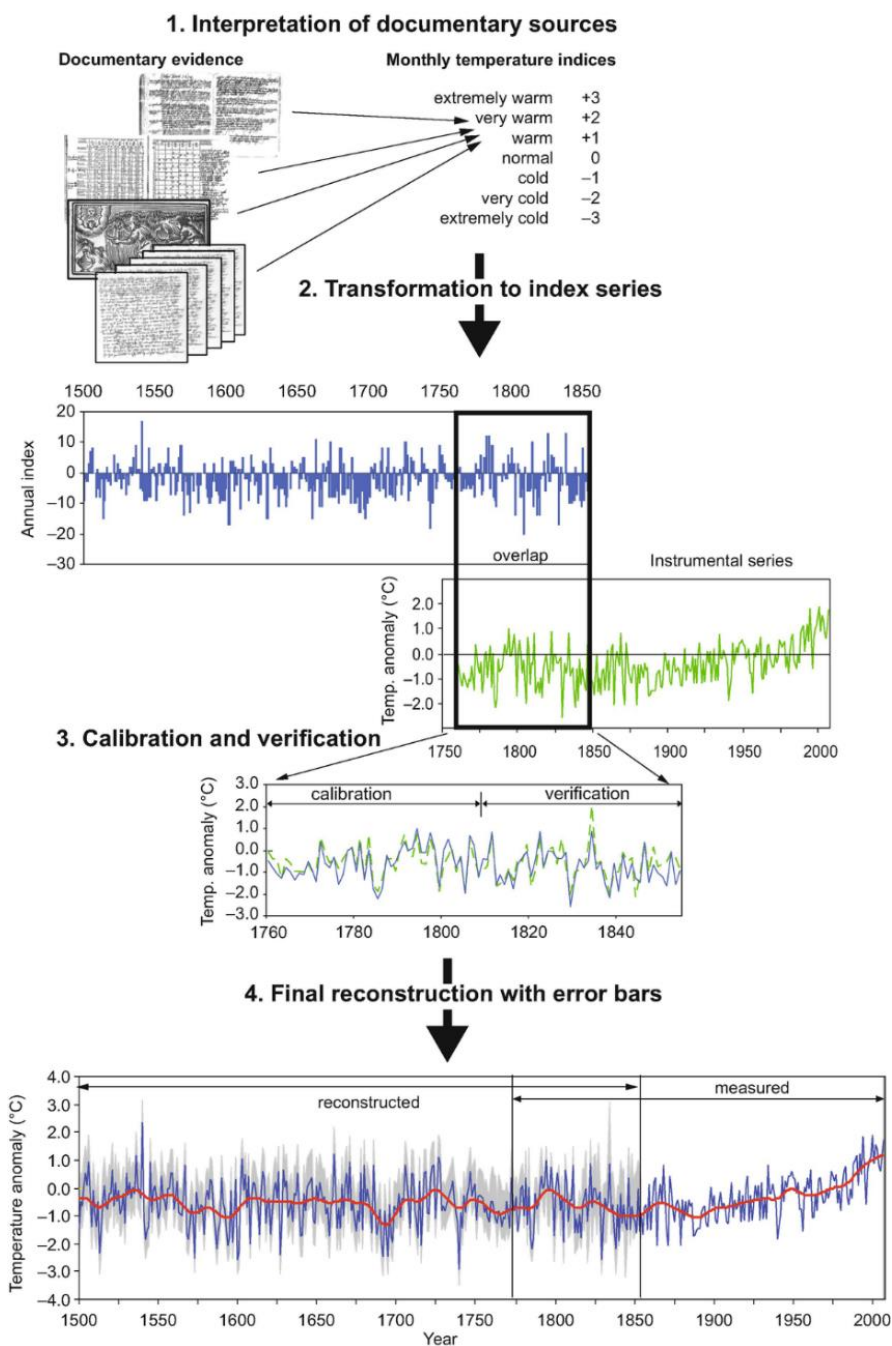 1. Interpretation of documentary sources
Documentary evidence
Monthly temperature indices
extremely warm +3
very warm +2
warm +1
normal 0
cold –1
very cold –2
extremely cold –3
2. Transformation to index series
1500 1550 1600 1650 1700 1750 1800 1850
20
10
0
–10
–20
–30
Annual index
overlap
Instrumental series
2.0
1.0
0.0
–1.0
–2.0
Temp. anomaly (°C)
1750 1800 1850 1900 1950 2000
3. Calibration and verification
3.0
2.0
1.0
0.0
–1.0
–2.0
–3.0
Temp. anomaly (°C)
calibration
verification
1760 1780 1800 1820 1840
4. Final reconstruction with error bars
4.0
3.0
2.0
1.0
0.0
–1.0
–2.0
–3.0
–4.0
Temperature anomaly (°C)
reconstructed
measured
1500 1550 1600 1650 1700 1750 1800 1850 1900 1950 2000
Year